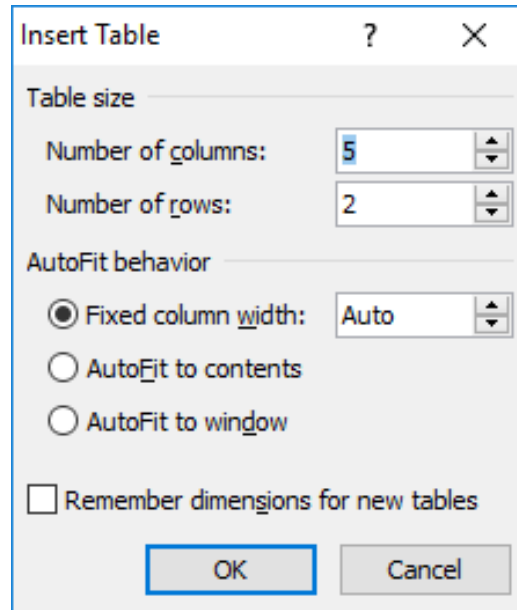 Insert Table ?
Table size
Number of columns: 5
Number of rows: 2
AutoFit behavior
Fixed column width: Auto
AutoFit to contents
AutoFit to window
Remember dimensions for new tables
OK Cancel